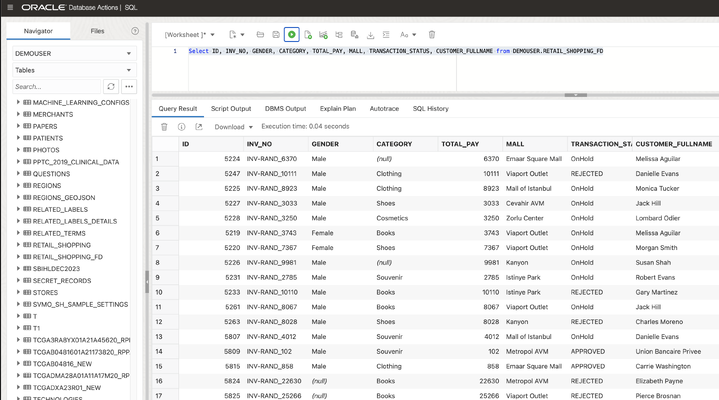 ORACLE Database Actions | SQL
Navigator Files
DEMOUSER
Tables
Search...
MACHINE_LEARNING_CONFIGS
MERCHANTS
PAPERS
PATIENTS
PHOTOS
PPTC_2019_CLINICAL_DATA
QUESTIONS
REGIONS
REGIONS_GEOJSON
RELATED_LABELS
RELATED_LABELS_DETAILS
RELATED_TERMS
RETAIL_SHOPPING
RETAIL_SHOPPING_FD
SBIHLDEC2023
SECRET_RECORDS
STORES
SVMO_SH_SAMPLE_SETTINGS
T
T1
TCGA3RA8YX01A21A45620_RPP
TCGAB0481601A21173820_RPP
TCGAB04816_NEW
TCGADMA28A01A11A17M20_RP
TCGADXA23R01_NEW
[Worksheet ]* Aa
1 Select ID, INV_NO, GENDER, CATEGORY, TOTAL_PAY, MALL, TRANSACTION_STATUS, CUSTOMER_FULLNAME from DEMOUSER.RETAIL_SHOPPING_FD
Query Result Script Output DBMS Output Explain Plan Autotrace SQL History
Download Execution time: 0.04 seconds
ID INV_NO GENDER CATEGORY TOTAL_PAY MALL TRANSACTION_STA CUSTOMER_FULLNAME
1 5224 INV-RAND_6370 Male (null) 6370 Emaar Square Mall OnHold Melissa Aguilar
2 5247 INV-RAND_10111 Male Clothing 10111 Viaport Outlet REJECTED Danielle Evans
3 5225 INV-RAND_8923 Male Clothing 8923 Mall of Istanbul OnHold Monica Tucker
4 5227 INV-RAND_3033 Male Shoes 3033 Cevahir AVM OnHold Jack Hill
5 5228 INV-RAND_3250 Male Cosmetics 3250 Zorlu Center OnHold Lombard Odier
6 5219 INV-RAND_3743 Female Books 3743 Viaport Outlet OnHold Melissa Aguilar
7 5220 INV-RAND_7367 Female Shoes 7367 Viaport Outlet OnHold Morgan Smith
8 5226 INV-RAND_9981 Male (null) 9981 Kanyon OnHold Susan Shah
9 5231 INV-RAND_2785 Male Souvenir 2785 Istinye Park OnHold Robert Evans
10 5233 INV-RAND_10110 Male Books 10110 Istinye Park REJECTED Gary Martinez
11 5261 INV-RAND_8067 Male Books 8067 Viaport Outlet OnHold Jack Hill
12 5263 INV-RAND_8028 Male Shoes 8028 Kanyon REJECTED Charles Moreno
13 5807 INV-RAND_4012 Male Souvenir 4012 Mall of Istanbul OnHold Danielle Evans
14 5809 INV-RAND_102 Male Souvenir 102 Metropol AVM APPROVED Union Bancaire Privee
15 5815 INV-RAND_858 Male Clothing 858 Emaar Square Mall APPROVED Carrie Washington
16 5824 INV-RAND_22630 (null) Books 22630 Metropol AVM REJECTED Elizabeth Payne
17 5825 INV-RAND_25266 (null) Books 25266 Viaport Outlet REJECTED Pierce Brosnan